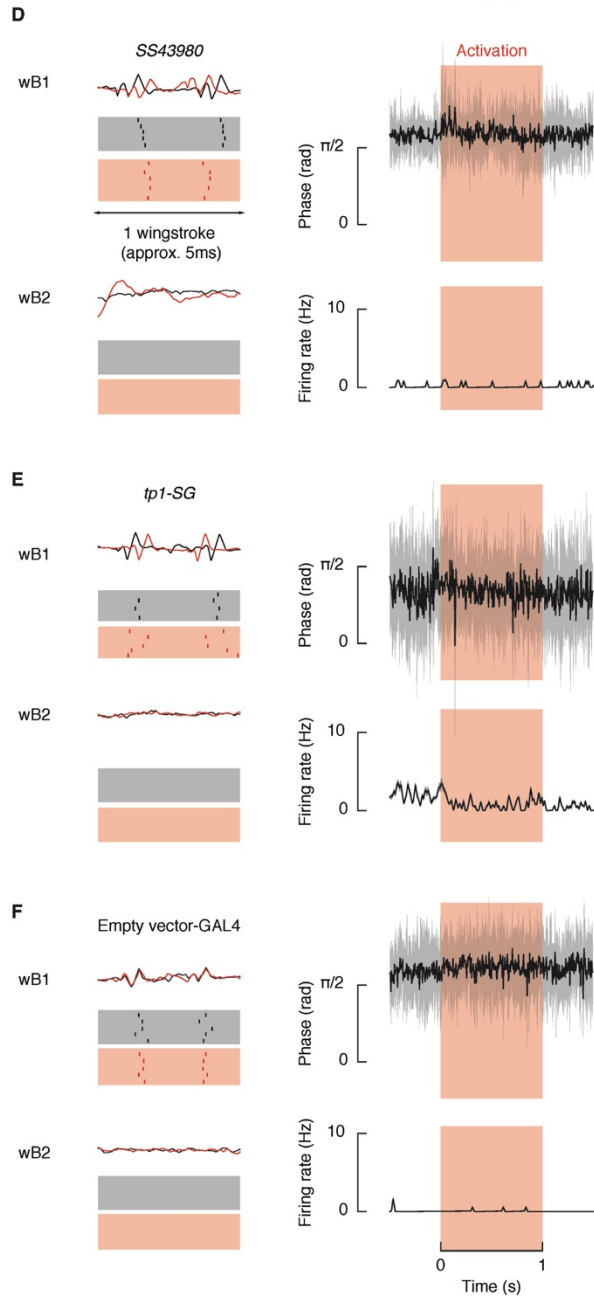 D
SS43980
Activation
wB1
π/2
Phase (rad)
0
1 wingstroke
(approx. 5ms)
wB2
10
Firing rate (Hz)
0
E
tp1-SG
wB1
π/2
Phase (rad)
0
wB2
10
Firing rate (Hz)
0
F
Empty vector-GAL4
wB1
π/2
Phase (rad)
0
wB2
10
Firing rate (Hz)
0
0 1
Time (s)